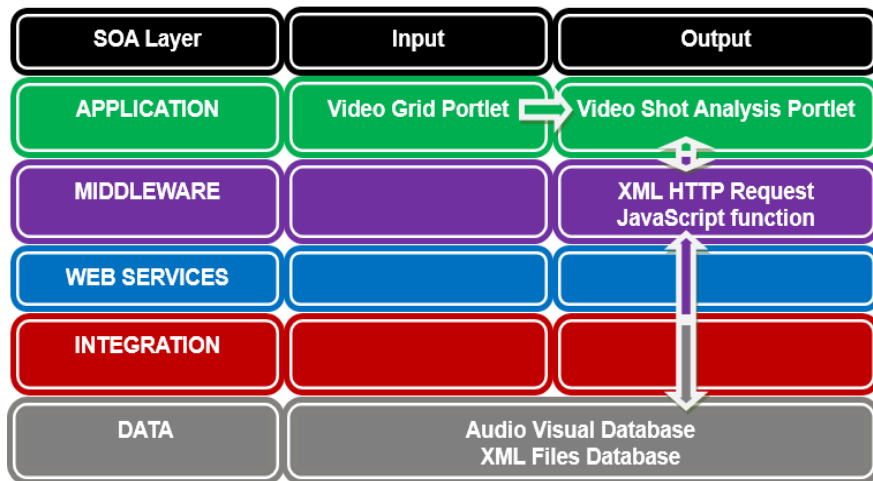 SOA Layer
Input
Output
APPLICATION
Video Grid Portlet
Video Shot Analysis Portlet
MIDDLEWARE
XML HTTP Request
JavaScript function
WEB SERVICES
INTEGRATION
DATA
Audio Visual Database
XML Files Database